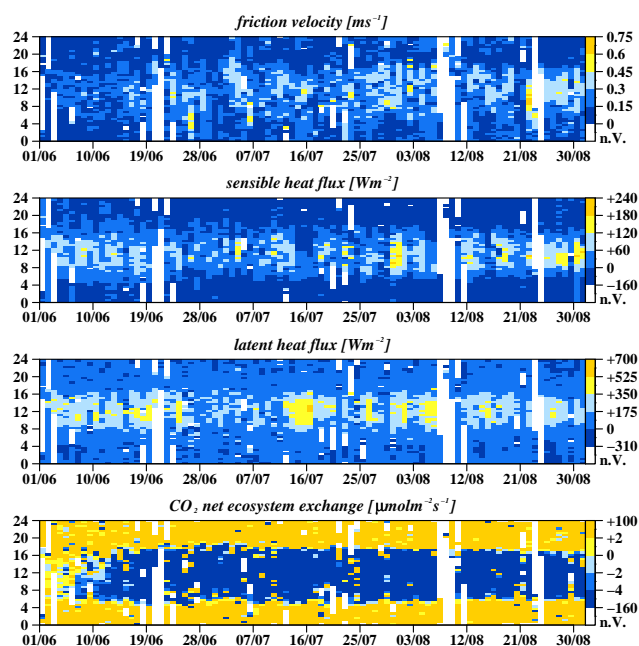 friction velocity [ms⁻¹]
24 20 16 12 8 4 0
0.75 0.6 0.45 0.3 0.15 0 n.V.
01/06 10/06 19/06 28/06 07/07 16/07 25/07 03/08 12/08 21/08 30/08
sensible heat flux [Wm⁻²]
24 20 16 12 8 4 0
+240 +180 +120 +60 0 −160 n.V.
01/06 10/06 19/06 28/06 07/07 16/07 25/07 03/08 12/08 21/08 30/08
latent heat flux [Wm⁻²]
24 20 16 12 8 4 0
+700 +525 +350 +175 0 −310 n.V.
01/06 10/06 19/06 28/06 07/07 16/07 25/07 03/08 12/08 21/08 30/08
CO₂ net ecosystem exchange [µmolm⁻²s⁻¹]
24 20 16 12 8 4 0
+100 +2 0 −2 −4 −160 n.V.
01/06 10/06 19/06 28/06 07/07 16/07 25/07 03/08 12/08 21/08 30/08